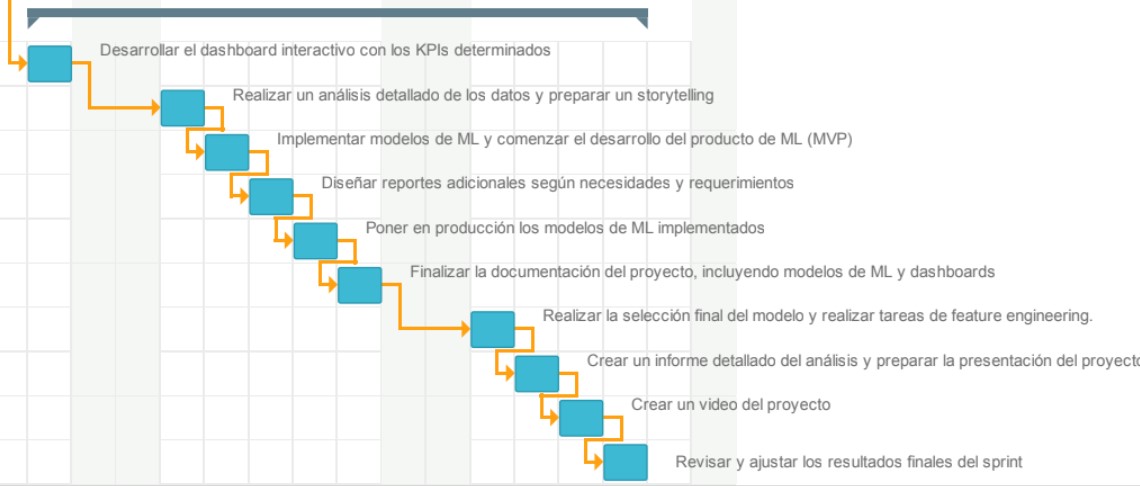 Desarrollar el dashboard interactivo con los KPIs determinados
Realizar un análisis detallado de los datos y preparar un storytelling
Implementar modelos de ML y comenzar el desarrollo del producto de ML (MVP)
Diseñar reportes adicionales según necesidades y requerimientos
Poner en producción los modelos de ML implementados
Finalizar la documentación del proyecto, incluyendo modelos de ML y dashboards
Realizar la selección final del modelo y realizar tareas de feature engineering.
Crear un informe detallado del análisis y preparar la presentación del proyecto
Crear un video del proyecto
Revisar y ajustar los resultados finales del sprint